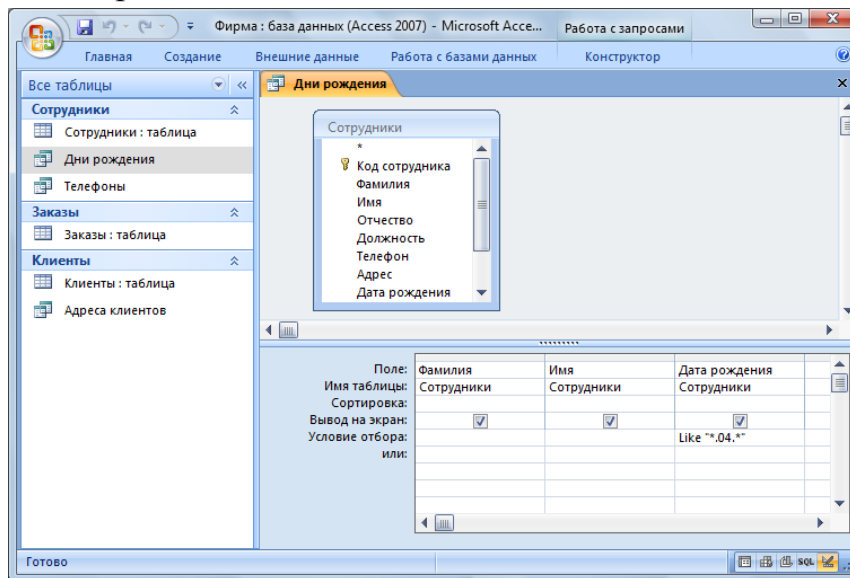 Фирма : база данных (Access 2007) - Microsoft Acce...
Работа с запросами
Главная
Создание
Внешние данные
Работа с базами данных
Конструктор
Все таблицы
Дни рождения
Сотрудники
Сотрудники : таблица
Дни рождения
Телефоны
Заказы
Заказы : таблица
Клиенты
Клиенты : таблица
Адреса клиентов
Сотрудники
*
Код сотрудника
Фамилия
Имя
Отчество
Должность
Телефон
Адрес
Дата рождения
Поле: Фамилия Имя Дата рождения
Имя таблицы: Сотрудники Сотрудники Сотрудники
Сортировка:
Вывод на экран:
Условие отбора: Like "*.04.*"
или:
Готово
SQL